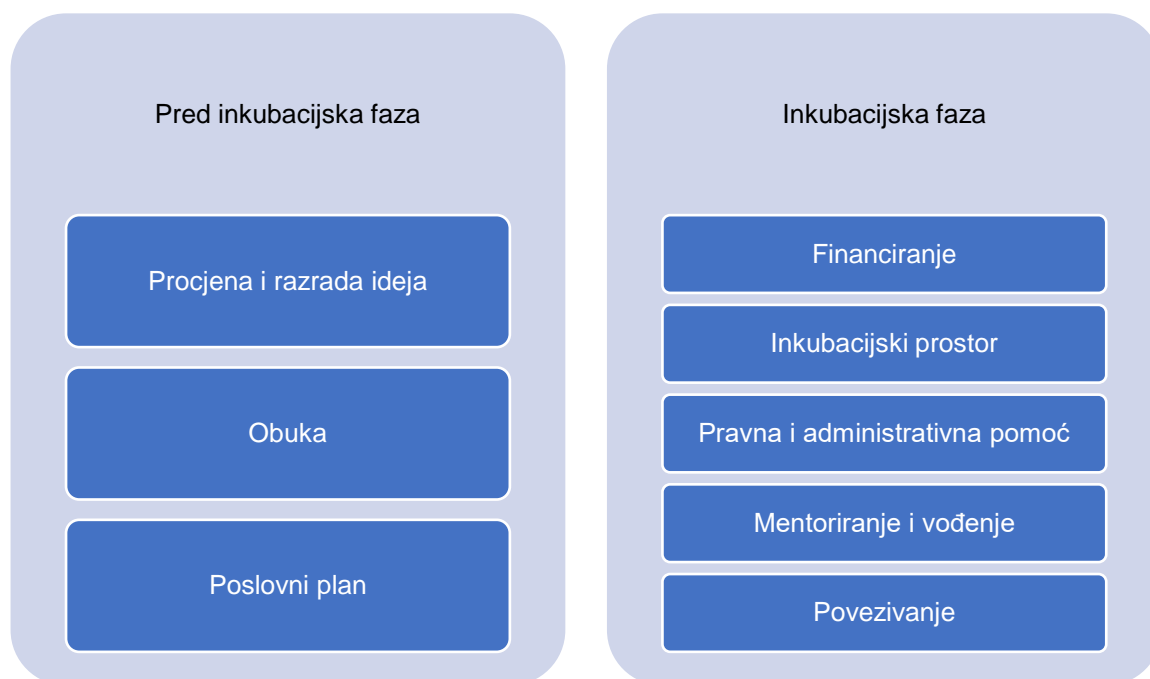 Pred inkubacijska faza
Procjena i razrada ideja
Obuka
Poslovni plan
Inkubacijska faza
Financiranje
Inkubacijski prostor
Pravna i administrativna pomoć
Mentoriranje i vođenje
Povezivanje